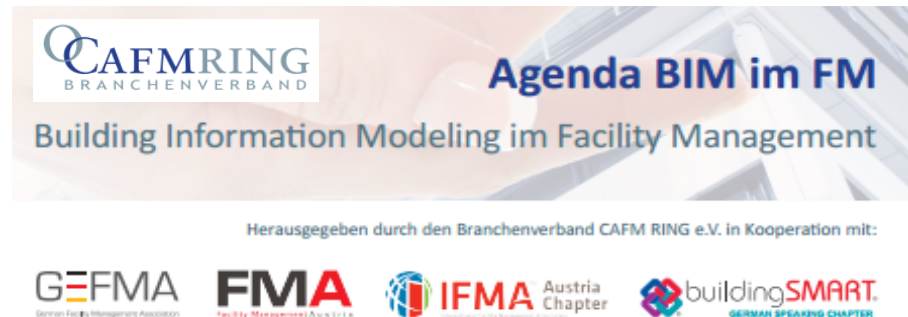 CAFMRING
BRANCHENVERBAND
Agenda BIM im FM
Building Information Modeling im Facility Management
Herausgegeben durch den Branchenverband CAFM RING e.V. in Kooperation mit:
GEFMA
German Facility Management Association
FMA
Facility Management Austria
IFMA Austria
Chapter
buildingSMART.
GERMAN SPEAKING CHAPTER